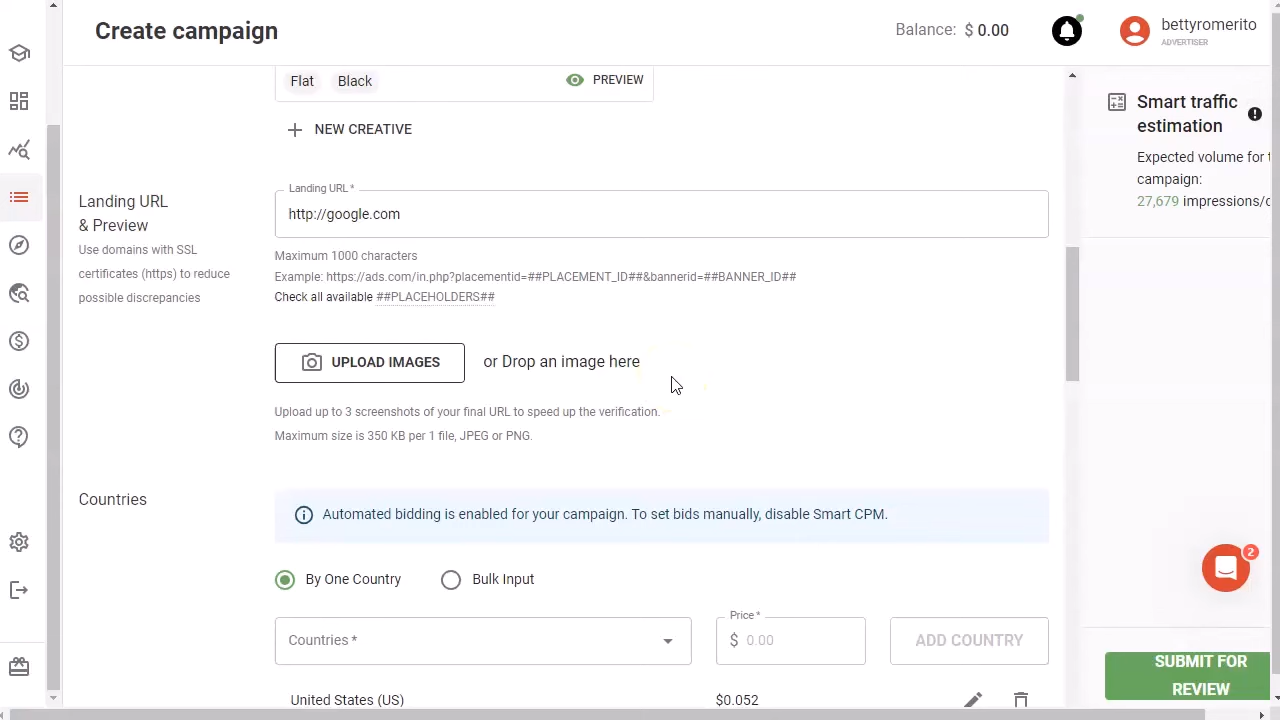 Create campaign
Balance: $ 0.00
bettyromerito
ADVERTISER
Flat Black
PREVIEW
NEW CREATIVE
Smart traffic
estimation
Expected volume for
campaign:
27,679 impressions/
Landing URL
& Preview
Use domains with SSL
certificates (https) to reduce
possible discrepancies
Landing URL *
http://google.com
Maximum 1000 characters
Example: https://ads.com/in.php?placementid=##PLACEMENT_ID##&bannerid=##BANNER_ID##
Check all available ##PLACEHOLDERS##
UPLOAD IMAGES
or Drop an image here
Upload up to 3 screenshots of your final URL to speed up the verification.
Maximum size is 350 KB per 1 file, JPEG or PNG.
Countries
Automated bidding is enabled for your campaign. To set bids manually, disable Smart CPM.
By One Country
Bulk Input
Countries *
Price *
$ 0.00
ADD COUNTRY
United States (US)
$0.052
2
SUBMIT FOR
REVIEW